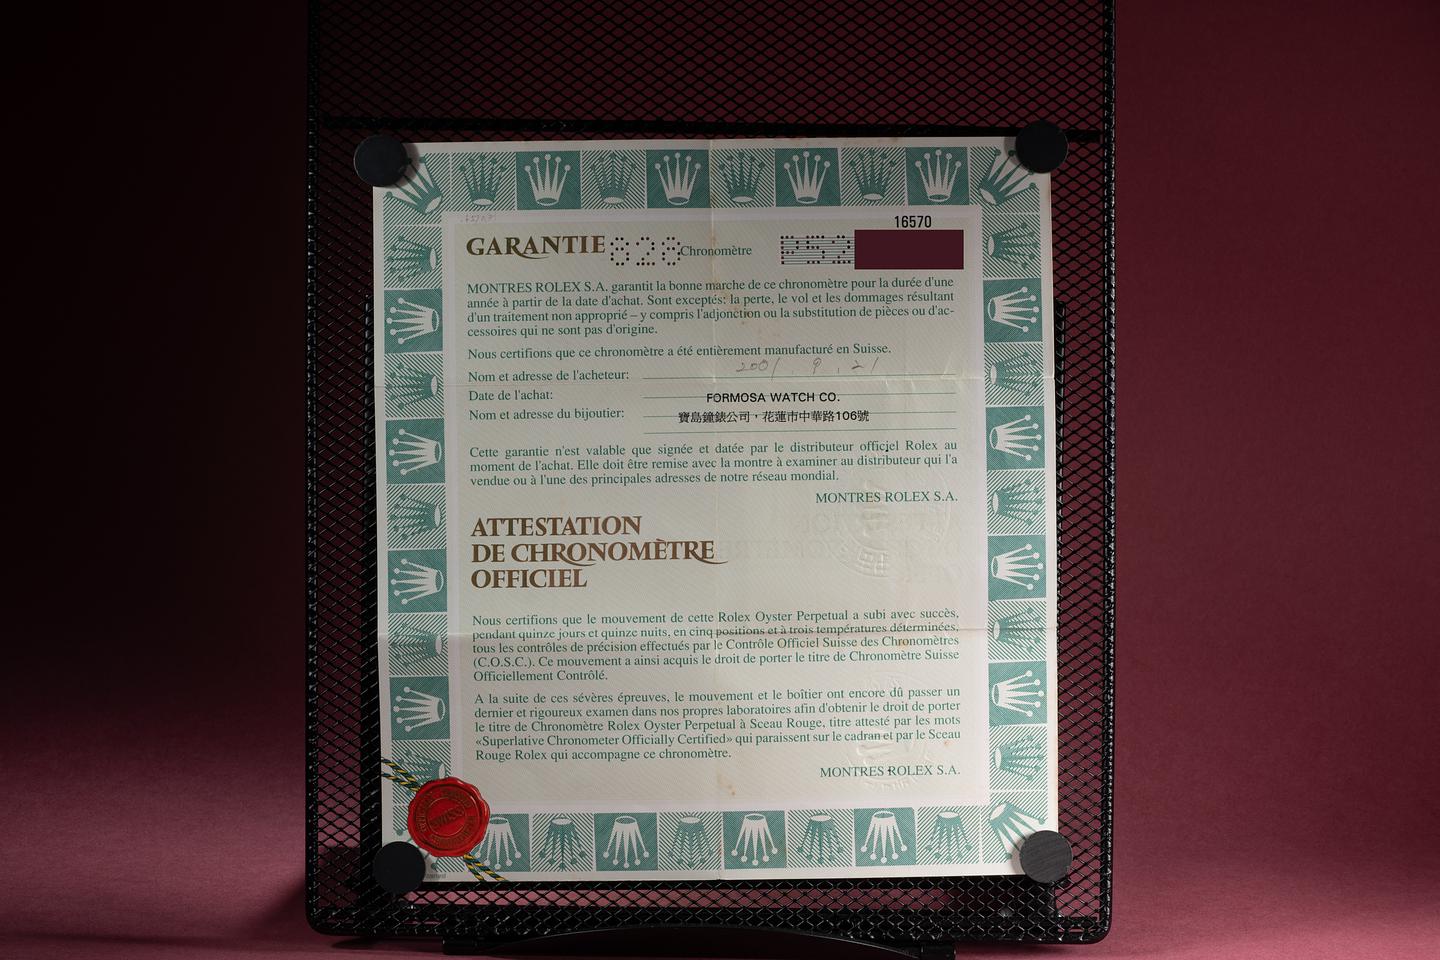 16570
GARANTIE 828 Chronomètre P52
MONTRES ROLEX S.A. garantit la bonne marche de ce chronomètre pour la durée d'une
année à partir de la date d'achat. Sont exceptés: la perte, le vol et les dommages résultant
d'un traitement non approprié – y compris l'adjonction ou la substitution de pièces ou d'ac-
cessoires qui ne sont pas d'origine.
Nous certifions que ce chronomètre a été entièrement manufacturé en Suisse.
2001 . 9 . 21
Nom et adresse de l'acheteur:
Date de l'achat:
FORMOSA WATCH CO.
Nom et adresse du bijoutier:
寶島鐘錶公司，花蓮市中華路106號
Cette garantie n'est valable que signée et datée par le distributeur officiel Rolex au
moment de l'achat. Elle doit être remise avec la montre à examiner au distributeur qui l'a
vendue ou à l'une des principales adresses de notre réseau mondial.
MONTRES ROLEX S.A.
ATTESTATION
DE CHRONOMÈTRE
OFFICIEL
Nous certifions que le mouvement de cette Rolex Oyster Perpetual a subi avec succès,
pendant quinze jours et quinze nuits, en cinq positions et à trois températures déterminées,
tous les contrôles de précision effectués par le Contrôle Officiel Suisse des Chronomètres
(C.O.S.C.). Ce mouvement a ainsi acquis le droit de porter le titre de Chronomètre Suisse
Officiellement Contrôlé.
A la suite de ces sévères épreuves, le mouvement et le boîtier ont encore dû passer un
dernier et rigoureux examen dans nos propres laboratoires afin d'obtenir le droit de porter
le titre de Chronomètre Rolex Oyster Perpetual à Sceau Rouge, titre attesté par les mots
«Superlative Chronometer Officially Certified» qui paraissent sur le cadran et par le Sceau
Rouge Rolex qui accompagne ce chronomètre.
MONTRES ROLEX S.A.